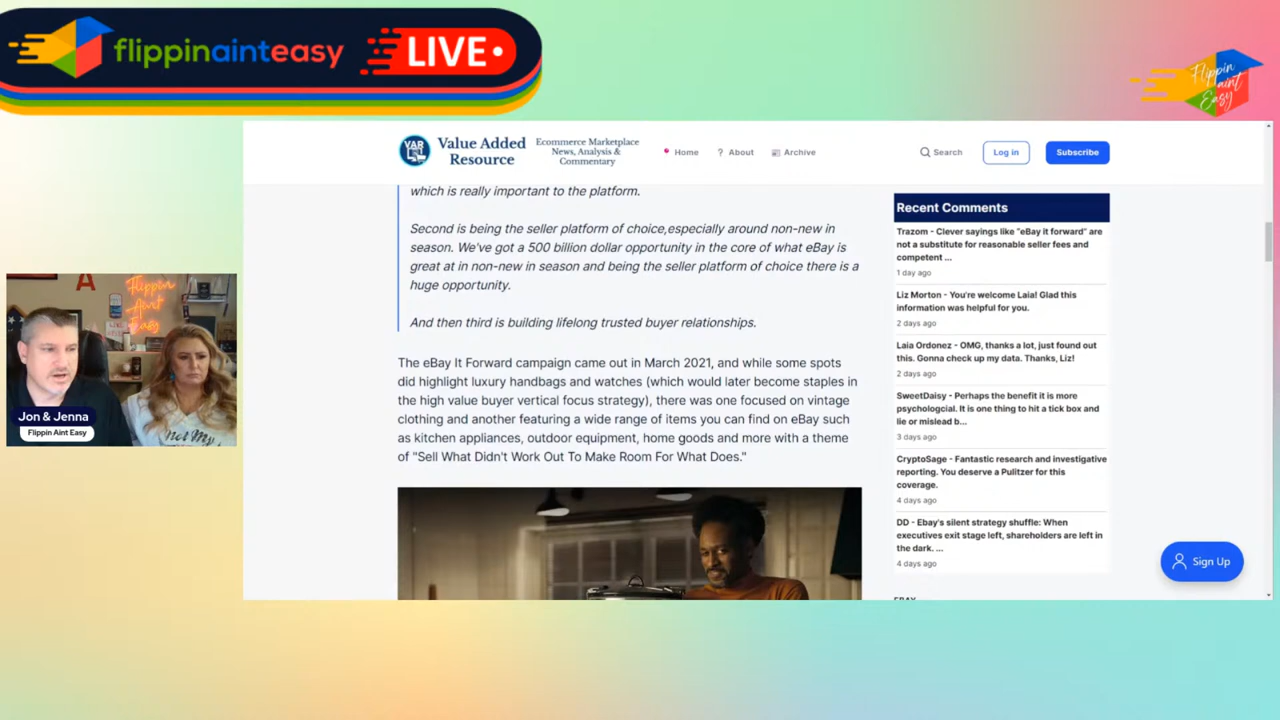 flippinainteasy
LIVE
Flippin
aint
Easy
VAR
Value Added
Resource
Ecommerce Marketplace
News, Analysis &
Commentary
Home
? About
Archive
Search
Log in
Subscribe
which is really important to the platform.
Second is being the seller platform of choice,especially around non-new in
season. We've got a 500 billion dollar opportunity in the core of what eBay is
great at in non-new in season and being the seller platform of choice there is a
huge opportunity.
And then third is building lifelong trusted buyer relationships.
The eBay It Forward campaign came out in March 2021, and while some spots
did highlight luxury handbags and watches (which would later become staples in
the high value buyer vertical focus strategy), there was one focused on vintage
clothing and another featuring a wide range of items you can find on eBay such
as kitchen appliances, outdoor equipment, home goods and more with a theme
of "Sell What Didn't Work Out To Make Room For What Does."
Recent Comments
Trazom - Clever sayings like "eBay it forward" are
not a substitute for reasonable seller fees and
competent ...
1 day ago
Liz Morton - You're welcome Laia! Glad this
information was helpful for you.
2 days ago
Laia Ordonez - OMG, thanks a lot, just found out
this. Gonna check up my data. Thanks, Liz!
2 days ago
SweetDaisy - Perhaps the benefit it is more
psychologcial. It is one thing to hit a tick box and
lie or mislead b...
3 days ago
CryptoSage - Fantastic research and investigative
reporting. You deserve a Pulitzer for this
coverage.
4 days ago
DD - Ebay's silent strategy shuffle: When
executives exit stage left, shareholders are left in
the dark. ...
4 days ago
EBAY
Sign Up
A
Flippin
Aint
Easy
Jon & Jenna
Flippin Aint Easy
Not My